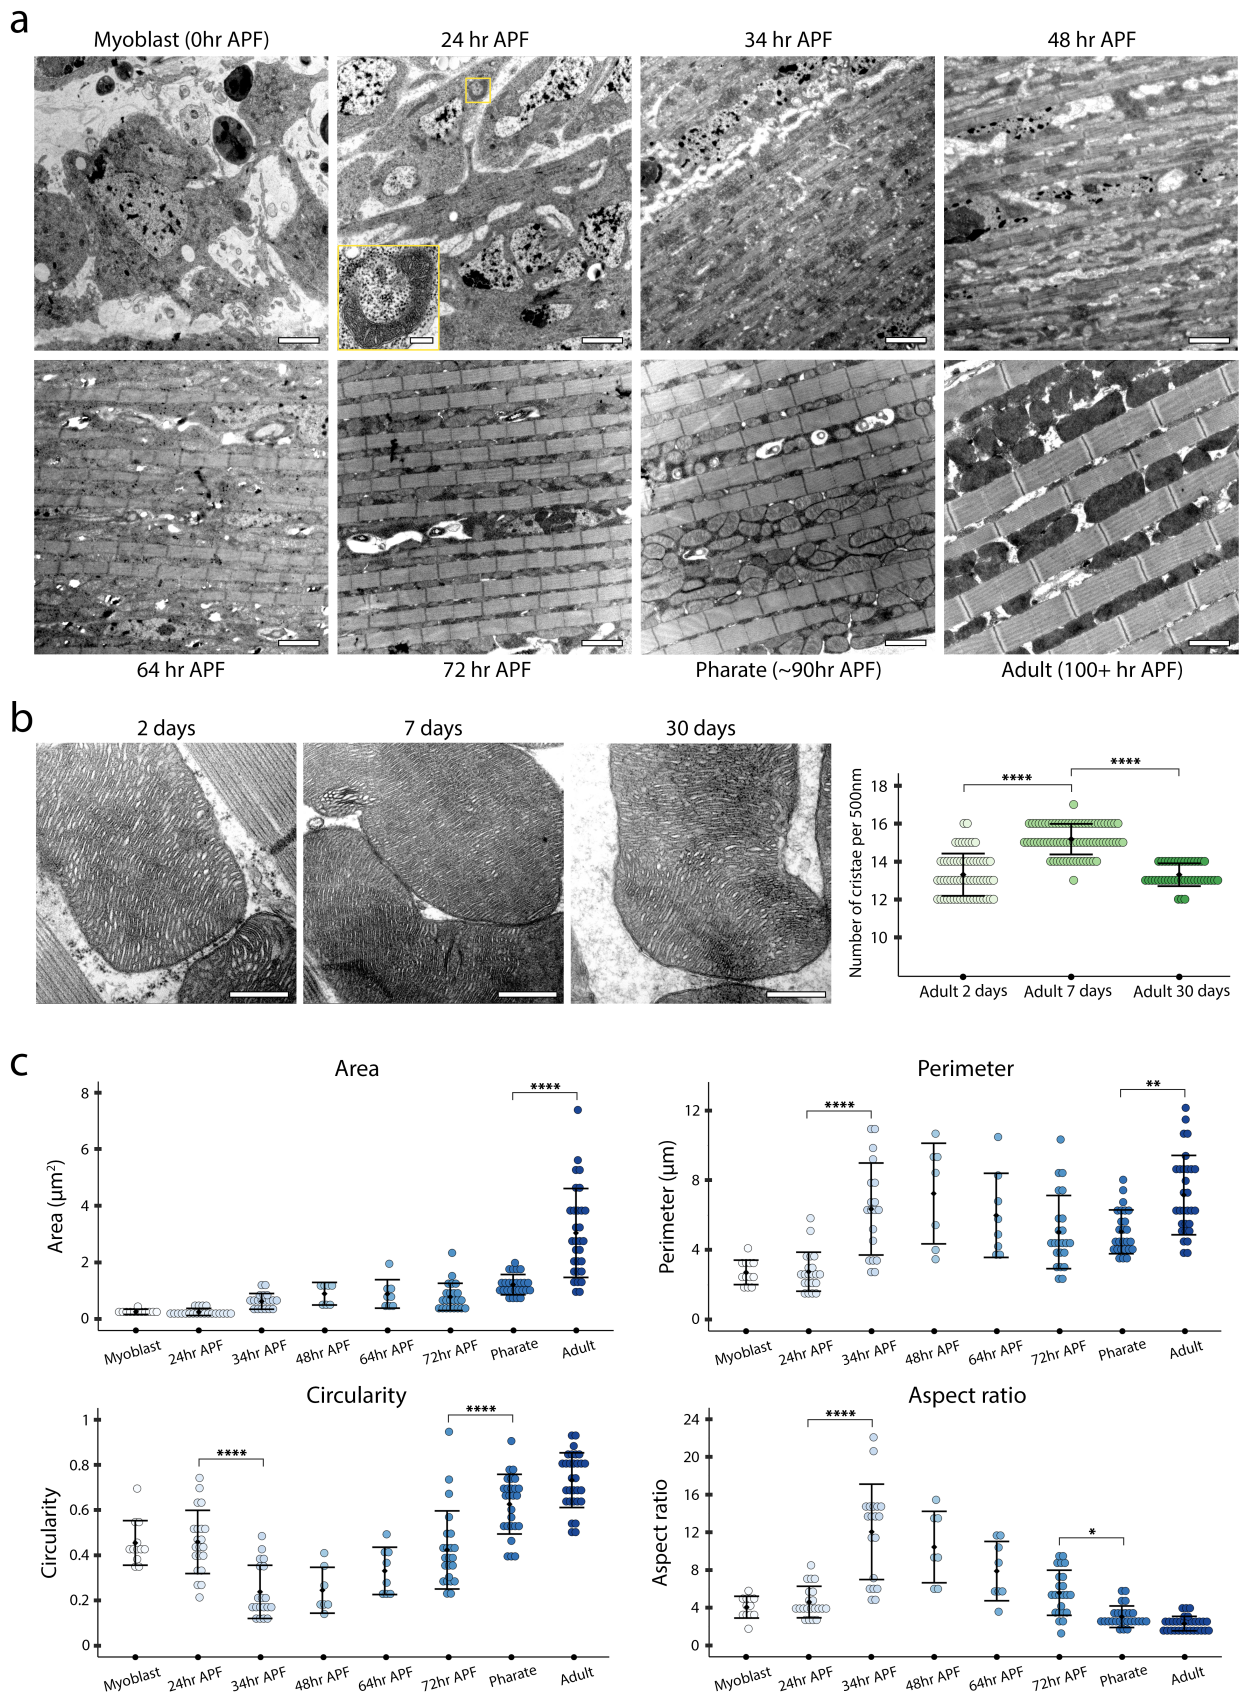 a
Myoblast (0hr APF)
24 hr APF
34 hr APF
48 hr APF
64 hr APF
72 hr APF
Pharate (~90hr APF)
Adult (100+ hr APF)
b
2 days
7 days
30 days
Number of cristae per 500nm
18
16
14
12
10
****
****
Adult 2 days
Adult 7 days
Adult 30 days
c
Area
Area (µm²)
8
6
4
2
0
****
Myoblast
24hr APF
34hr APF
48hr APF
64hr APF
72hr APF
Pharate
Adult
Perimeter
Perimeter (µm)
12
8
4
0
****
**
Myoblast
24hr APF
34hr APF
48hr APF
64hr APF
72hr APF
Pharate
Adult
Circularity
Circularity
1
0.8
0.6
0.4
0.2
0
****
****
Myoblast
24hr APF
34hr APF
48hr APF
64hr APF
72hr APF
Pharate
Adult
Aspect ratio
Aspect ratio
24
20
16
12
8
4
0
****
*
Myoblast
24hr APF
34hr APF
48hr APF
64hr APF
72hr APF
Pharate
Adult